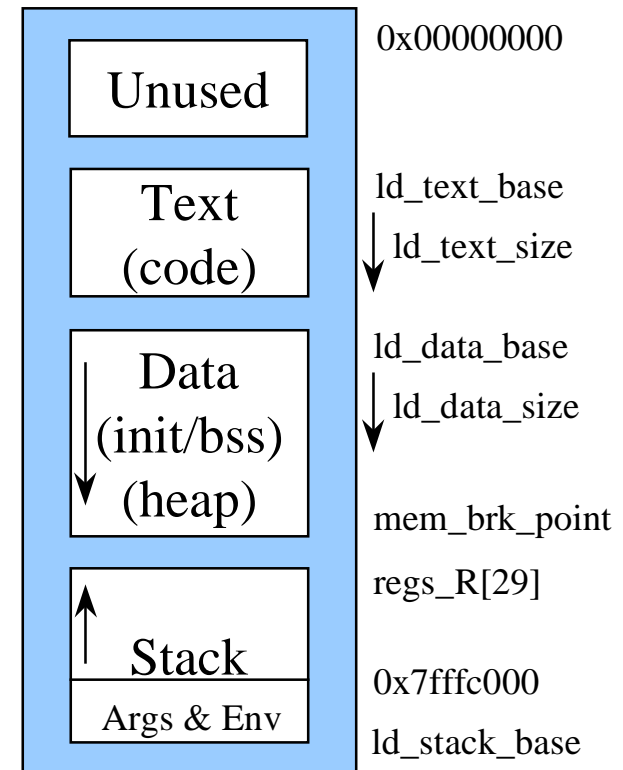 0x00000000
Unused
ld_text_base
Text
(code)
ld_text_size
ld_data_base
Data
ld_data_size
(init/bss)
(heap)
mem_brk_point
regs_R[29]
Stack
0x7fffc000
Args & Env
ld_stack_base